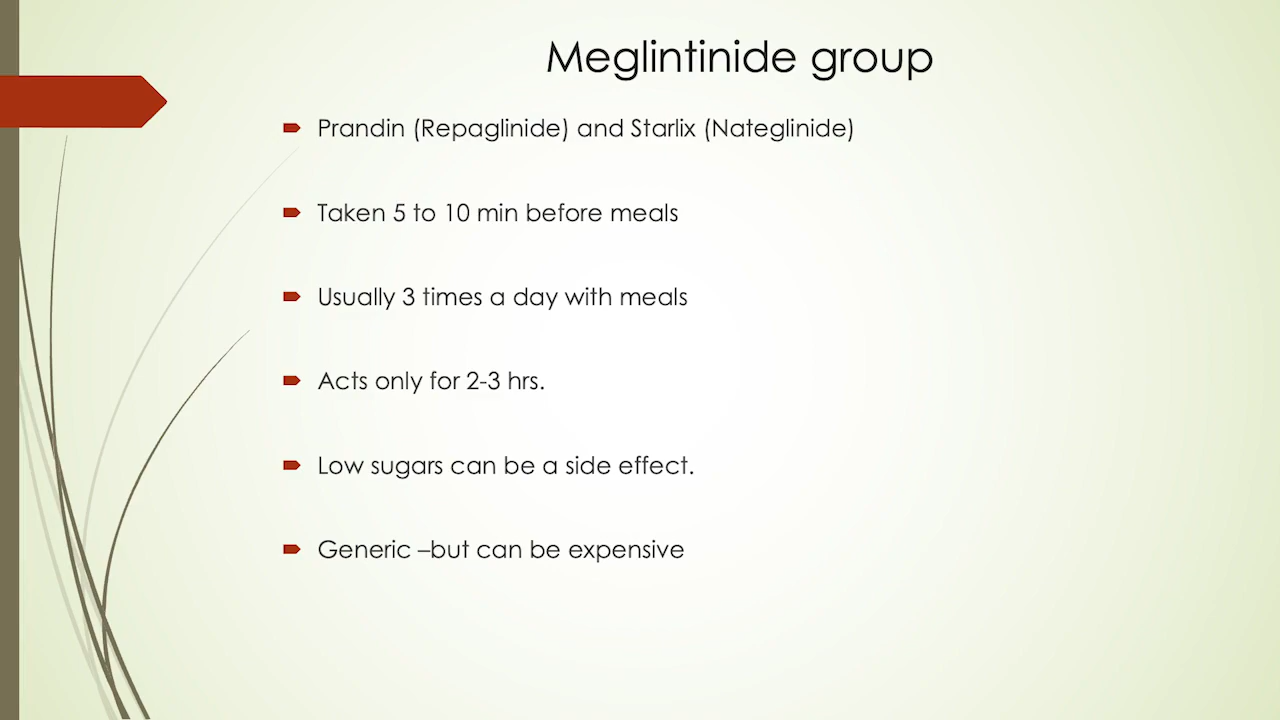 Meglintinide group
Prandin (Repaglinide) and Starlix (Nateglinide)
Taken 5 to 10 min before meals
Usually 3 times a day with meals
Acts only for 2-3 hrs.
Low sugars can be a side effect.
Generic –but can be expensive